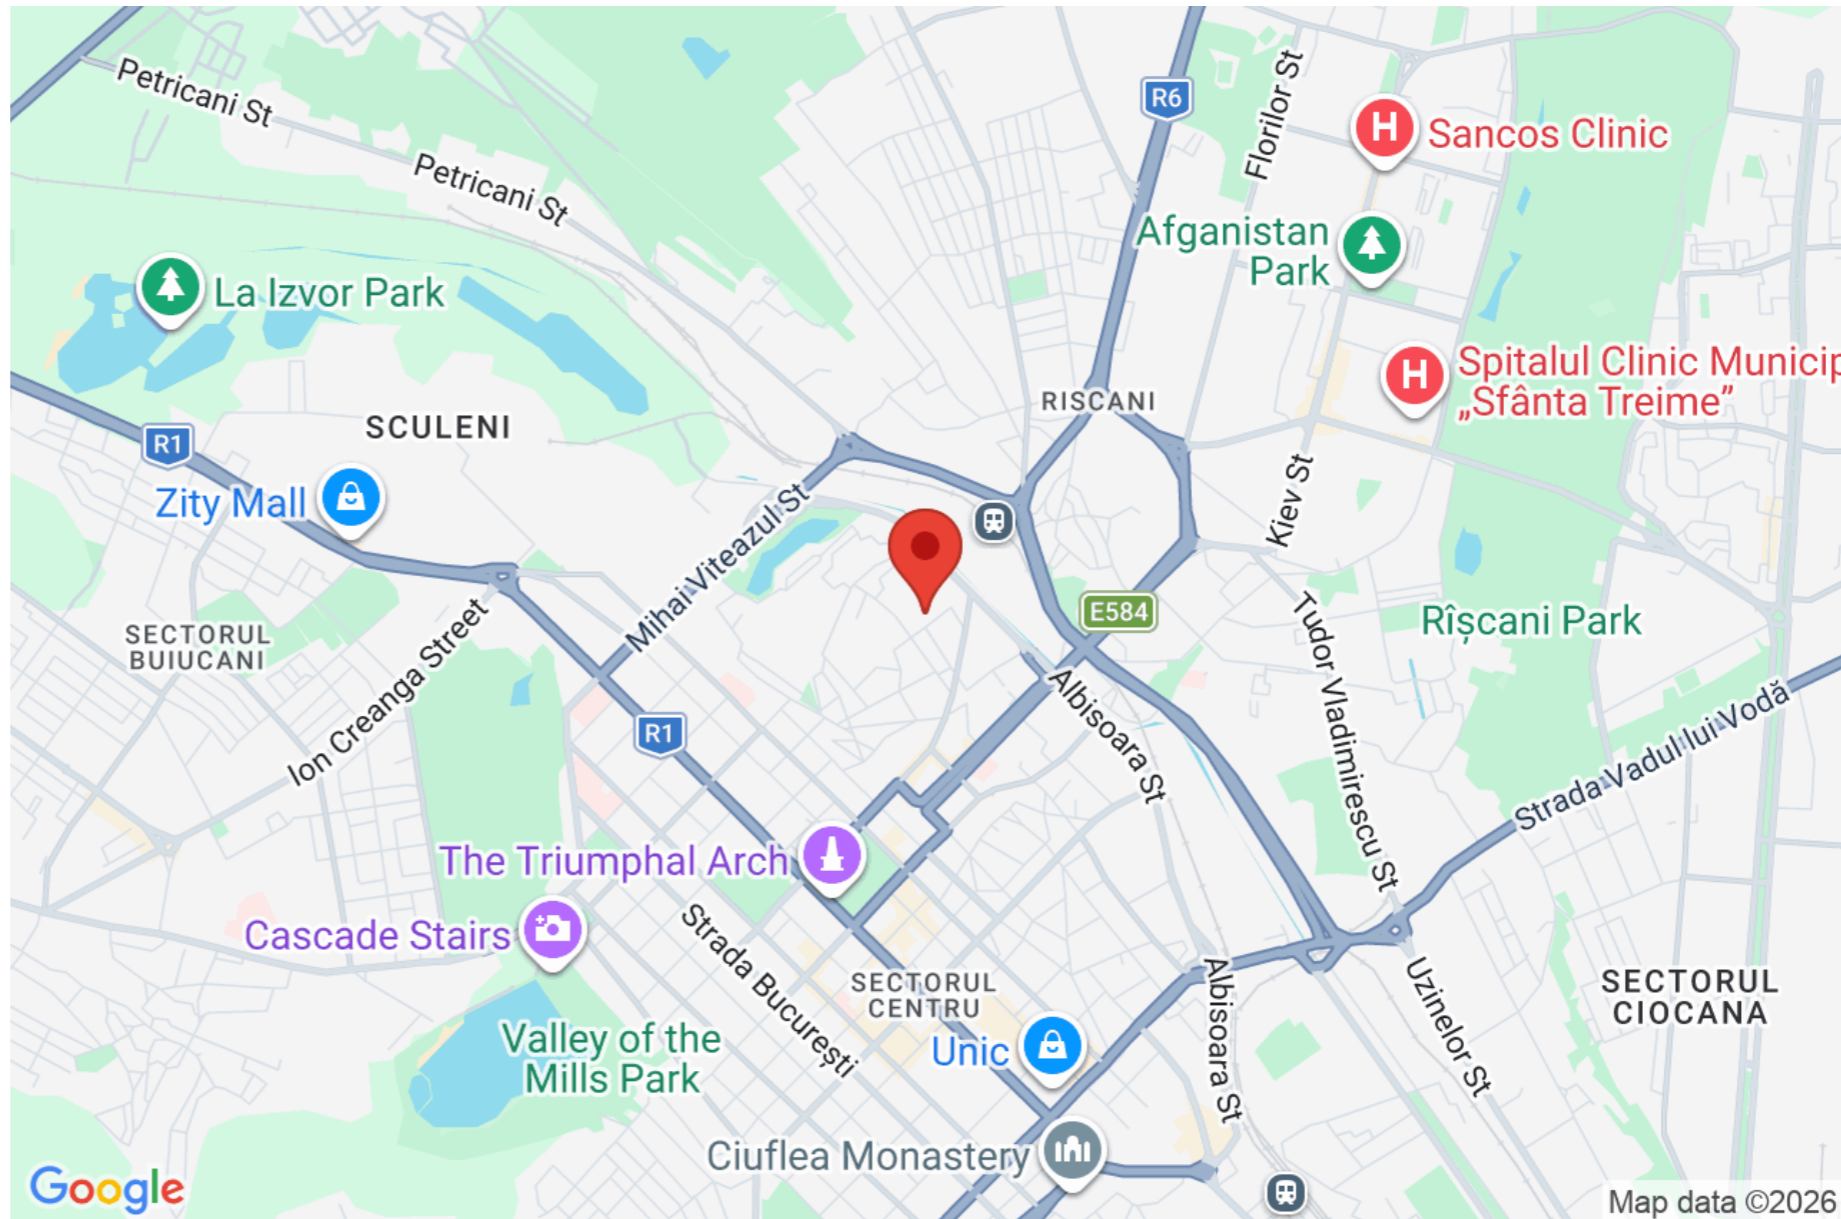 Petricani St
Petricani St
R6
Florilor St
Sancos Clinic
Afganistan
Park
La Izvor Park
Spitalul Clinic Municip
„Sfânta Treime”
RISCANI
SCULENI
R1
Zity Mall
Mihai Viteazul St
Kiev St
E584
SECTORUL
BUIUCANI
Ion Creanga Street
Rîșcani Park
Tudor Vladimirescu St
Albisoara St
R1
Strada Vadul lui Vodă
The Triumphal Arch
Cascade Stairs
Strada București
SECTORUL
CENTRU
Albisoara St
Uzinelor St
SECTORUL
CIOCANA
Valley of the
Mills Park
Unic
Ciuflea Monastery
Google
Map data ©2026